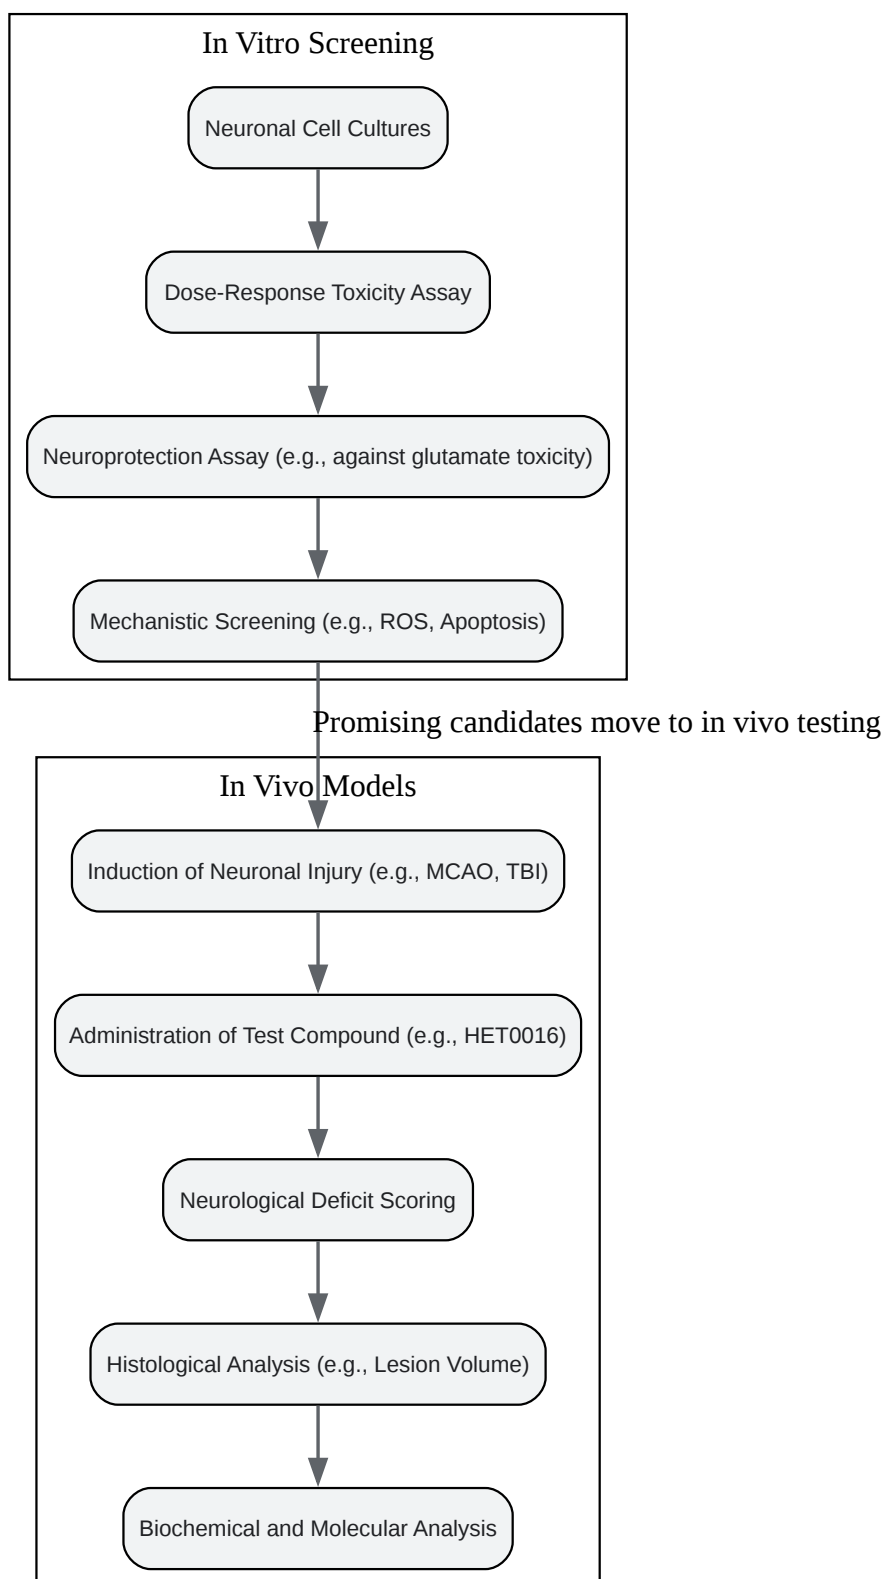 In Vitro Screening
Neuronal Cell Cultures
Dose-Response Toxicity Assay
Neuroprotection Assay (e.g., against glutamate toxicity)
Mechanistic Screening (e.g., ROS, Apoptosis)
Promising candidates move to in vivo testing
In Vivo Models
Induction of Neuronal Injury (e.g., MCAO, TBI)
Administration of Test Compound (e.g., HET0016)
Neurological Deficit Scoring
Histological Analysis (e.g., Lesion Volume)
Biochemical and Molecular Analysis